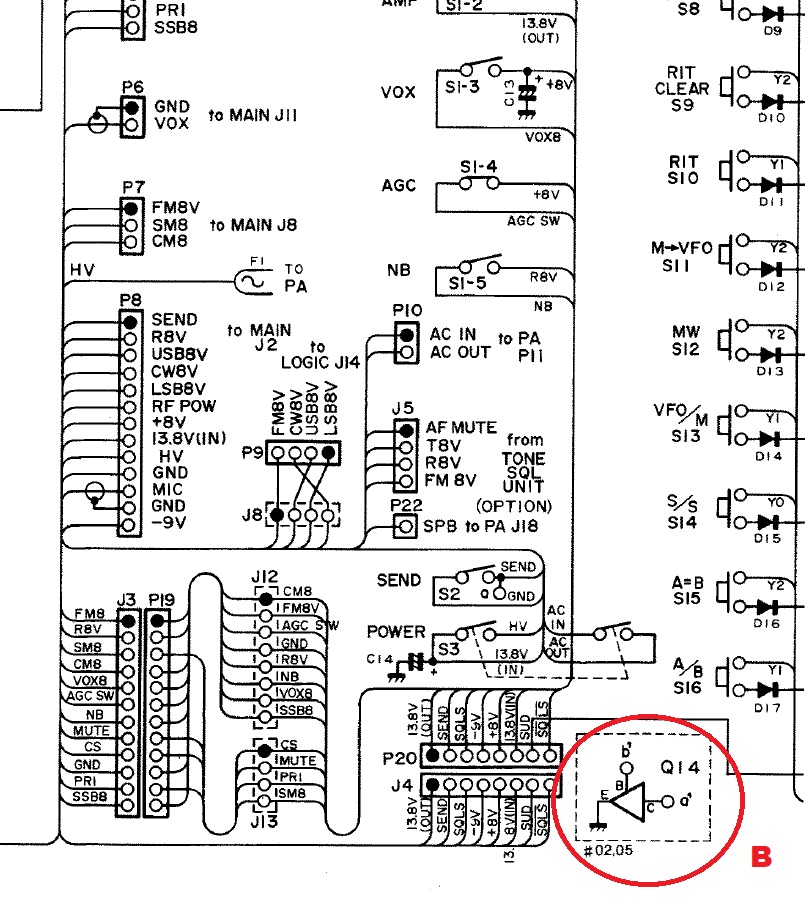 PR1
SSB8
P6
GND
VOX
to MAIN J11
P7
FM8V
SM8
CM8
to MAIN J8
HV
F1
TO
PA
P8
SEND
R8V
USB8V
CW8V
LSB8V
RF POW
+8V
13.8V(IN)
HV
GND
MIC
GND
-9V
to MAIN
J2
to
LOGIC J14
FM8V
CW8V
USB8V
LSB8V
P9
J8
AMP
S1-2
13.8V
(OUT)
VOX
S1-3
C13
+
+8V
VOX8
AGC
S1-4
+8V
AGC SW
NB
S1-5
R8V
NB
P10
AC IN
AC OUT
to PA
P11
J5
AF MUTE
T8V
R8V
FM 8V
from
TONE
SQL
UNIT
(OPTION)
P22
SPB to PA J18
SEND
S2
SEND
a
GND
POWER
S3
HV
C14
+
13.8V
(IN)
AC
IN
AC
OUT
S8
D9
RIT
CLEAR
S9
Y2
D10
RIT
S10
Y1
D11
M→VFO
S11
Y2
D12
MW
S12
Y2
D13
VFO/M
S13
Y1
D14
S/S
S14
Y0
D15
A=B
S15
Y2
D16
A/B
S16
Y1
D17
J3
P19
FM8
R8V
SM8
CM8
VOX8
AGC SW
NB
MUTE
CS
GND
PR1
SSB8
J12
CM8
FM8V
AGC SW
GND
R8V
NB
VOX8
SSB8
CS
MUTE
PR1
SM8
J13
13.8V
(OUT)
SEND
SQLS
-9V
+8V
13.8V(IN)
SUD
SQLS
P20
J4
13.8V
(OUT)
SEND
SQLS
-9V
+8V
13.8V(IN)
SUD
SQLS
b'
Q14
B
E
C
a'
#02,05
B